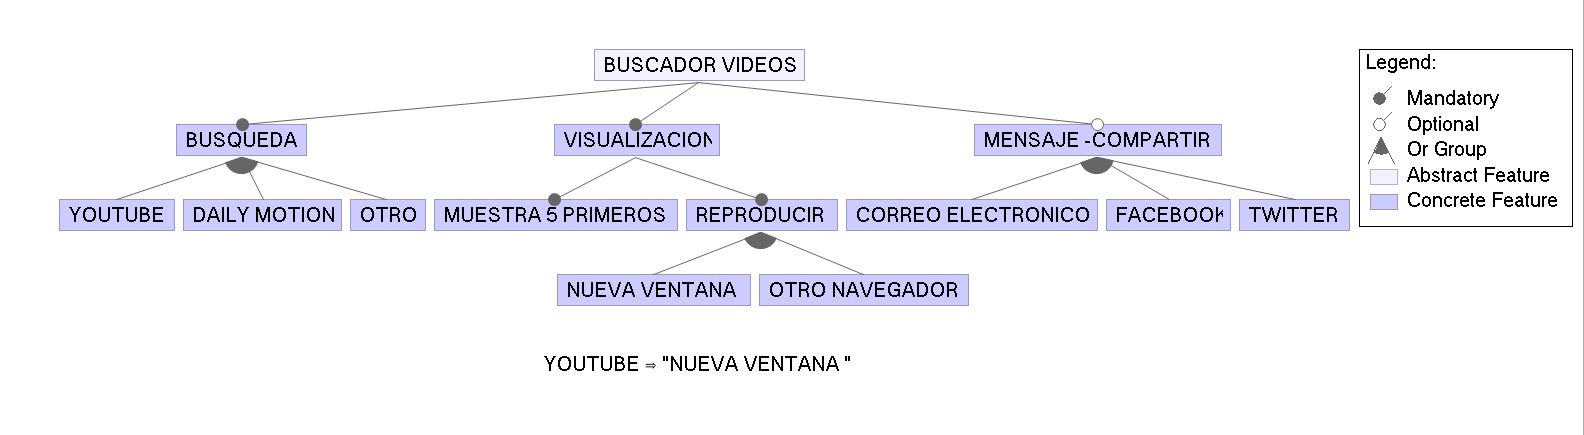 BUSCADOR VIDEOS
Legend:
Mandatory
Optional
Or Group
Abstract Feature
Concrete Feature
BUSQUEDA
VISUALIZACION
MENSAJE -COMPARTIR
YOUTUBE
DAILY MOTION
OTRO
MUESTRA 5 PRIMEROS
REPRODUCIR
CORREO ELECTRONICO
FACEBOOK
TWITTER
NUEVA VENTANA
OTRO NAVEGADOR
YOUTUBE ⇒ "NUEVA VENTANA "